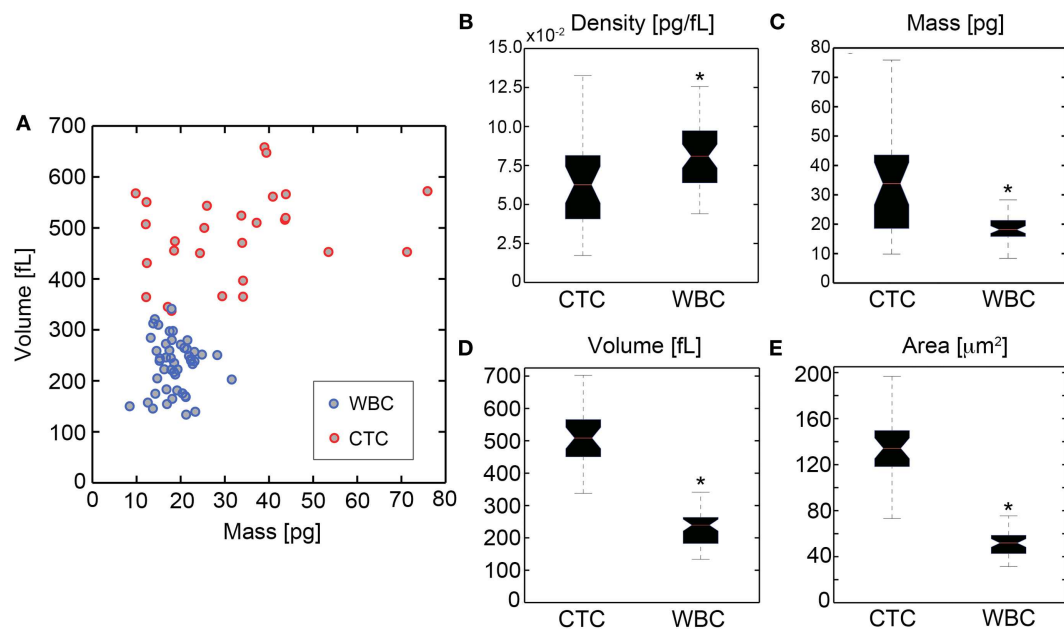 A
700
600
500
400
300
200
100
0
0 10 20 30 40 50 60 70 80
Volume [fL]
Mass [pg]
WBC
CTC
B
Density [pg/fL]
x10-2
15.0
12.5
10.0
7.5
5.0
2.5
0
*
CTC WBC
C
Mass [pg]
80
70
60
50
40
30
20
10
0
*
CTC WBC
D
Volume [fL]
700
600
500
400
300
200
100
0
*
CTC WBC
E
Area [µm²]
200
160
120
80
40
0
*
CTC WBC